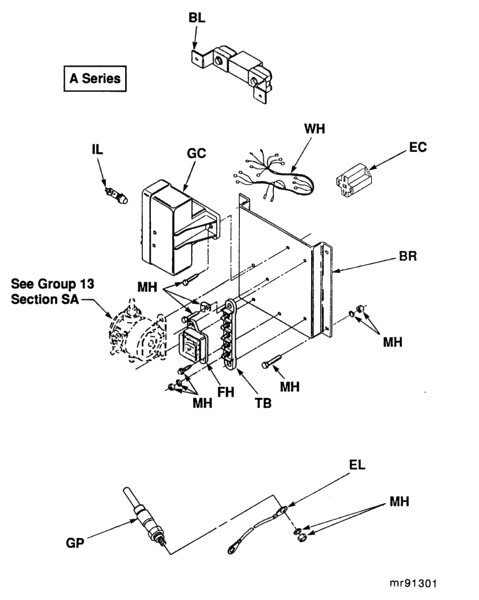 BL
A Series
WH
IL
GC
EC
BR
See Group 13
Section SA
MH
MH
FH
MH
MH
TB
EL
MH
GP
mr91301